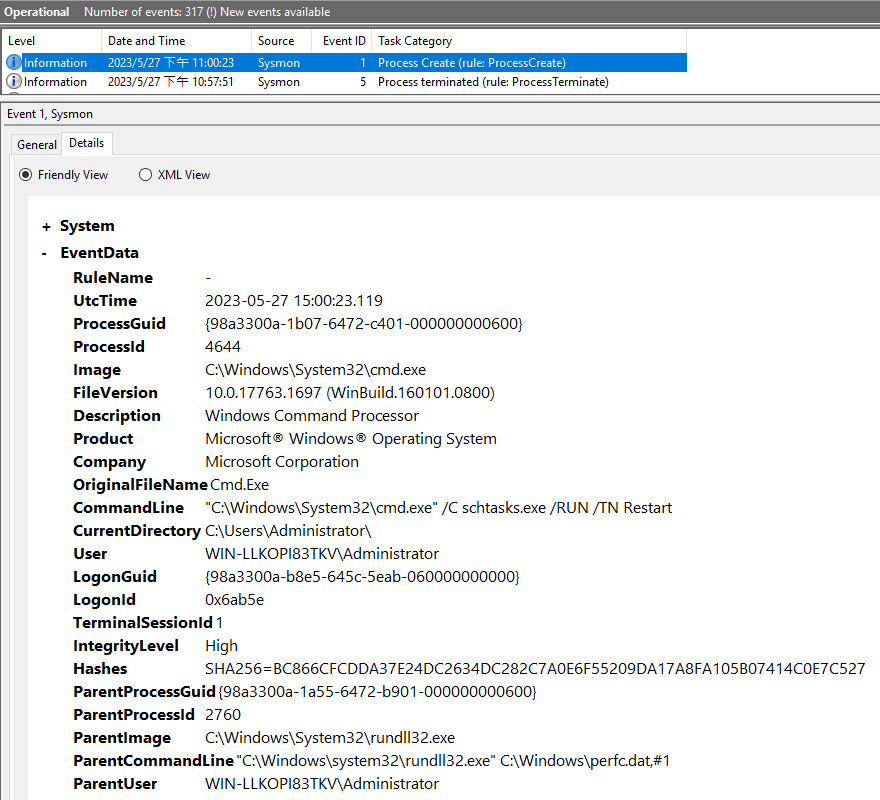 Operational Number of events: 317 (!) New events available
Level Date and Time Source Event ID Task Category
Information 2023/5/27 下午 11:00:23 Sysmon 1 Process Create (rule: ProcessCreate)
Information 2023/5/27 下午 10:57:51 Sysmon 5 Process terminated (rule: ProcessTerminate)
Event 1, Sysmon
General Details
Friendly View XML View
+ System
- EventData
RuleName -
UtcTime 2023-05-27 15:00:23.119
ProcessGuid {98a3300a-1b07-6472-c401-000000000600}
ProcessId 4644
Image C:\Windows\System32\cmd.exe
FileVersion 10.0.17763.1697 (WinBuild.160101.0800)
Description Windows Command Processor
Product Microsoft® Windows® Operating System
Company Microsoft Corporation
OriginalFileName Cmd.Exe
CommandLine "C:\Windows\System32\cmd.exe" /C schtasks.exe /RUN /TN Restart
CurrentDirectory C:\Users\Administrator\
User WIN-LLKOPI83TKV\Administrator
LogonGuid {98a3300a-b8e5-645c-5eab-060000000000}
LogonId 0x6ab5e
TerminalSessionId 1
IntegrityLevel High
Hashes SHA256=BC866CFCDDA37E24DC2634DC282C7A0E6F55209DA17A8FA105B07414C0E7C527
ParentProcessGuid {98a3300a-1a55-6472-b901-000000000600}
ParentProcessId 2760
ParentImage C:\Windows\System32\rundll32.exe
ParentCommandLine "C:\Windows\system32\rundll32.exe" C:\Windows\perfc.dat,#1
ParentUser WIN-LLKOPI83TKV\Administrator